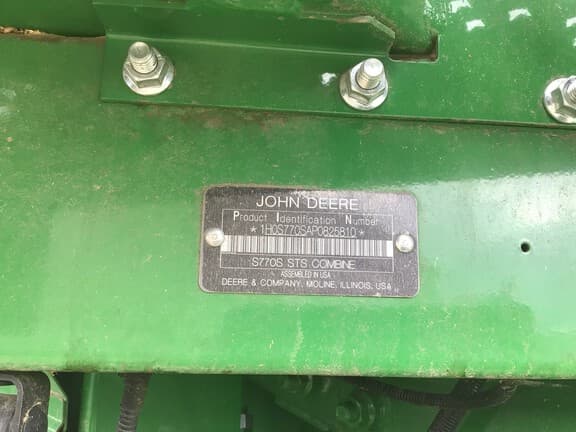 JOHN DEERE
Product Identification Number
*1H0S770SAP0825810*
S770S STS COMBINE
ASSEMBLED IN USA
DEERE & COMPANY, MOLINE, ILLINOIS, USA